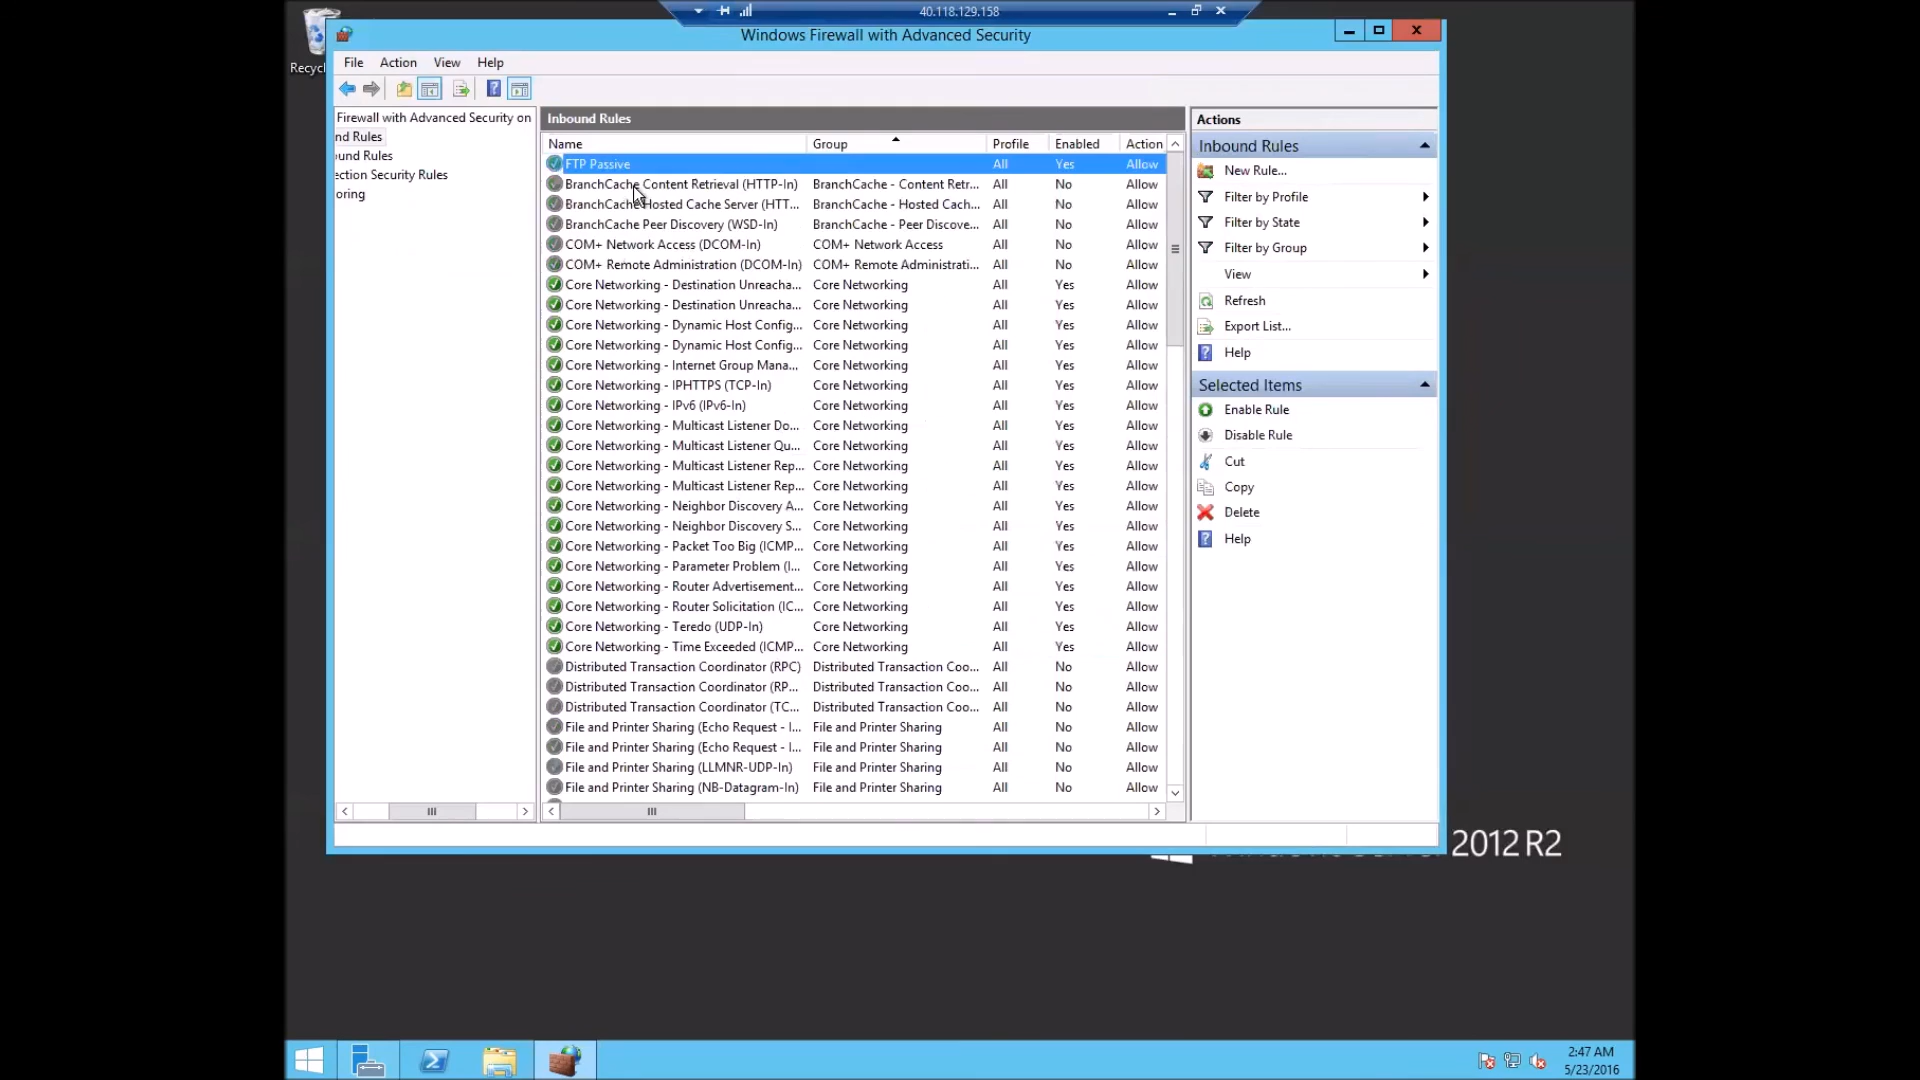 40.118.129.158
Windows Firewall with Advanced Security
Recycl
File Action View Help
Firewall with Advanced Security on
nd Rules
ound Rules
ection Security Rules
oring
Inbound Rules
Name Group Profile Enabled Action
FTP Passive All Yes Allow
BranchCache Content Retrieval (HTTP-In) BranchCache - Content Retr... All No Allow
BranchCache Hosted Cache Server (HTT... BranchCache - Hosted Cach... All No Allow
BranchCache Peer Discovery (WSD-In) BranchCache - Peer Discove... All No Allow
COM+ Network Access (DCOM-In) COM+ Network Access All No Allow
COM+ Remote Administration (DCOM-In) COM+ Remote Administrati... All No Allow
Core Networking - Destination Unreacha... Core Networking All Yes Allow
Core Networking - Destination Unreacha... Core Networking All Yes Allow
Core Networking - Dynamic Host Config... Core Networking All Yes Allow
Core Networking - Dynamic Host Config... Core Networking All Yes Allow
Core Networking - Internet Group Mana... Core Networking All Yes Allow
Core Networking - IPHTTPS (TCP-In) Core Networking All Yes Allow
Core Networking - IPv6 (IPv6-In) Core Networking All Yes Allow
Core Networking - Multicast Listener Do... Core Networking All Yes Allow
Core Networking - Multicast Listener Qu... Core Networking All Yes Allow
Core Networking - Multicast Listener Rep... Core Networking All Yes Allow
Core Networking - Multicast Listener Rep... Core Networking All Yes Allow
Core Networking - Neighbor Discovery A... Core Networking All Yes Allow
Core Networking - Neighbor Discovery S... Core Networking All Yes Allow
Core Networking - Packet Too Big (ICMP... Core Networking All Yes Allow
Core Networking - Parameter Problem (I... Core Networking All Yes Allow
Core Networking - Router Advertisement... Core Networking All Yes Allow
Core Networking - Router Solicitation (IC... Core Networking All Yes Allow
Core Networking - Teredo (UDP-In) Core Networking All Yes Allow
Core Networking - Time Exceeded (ICMP... Core Networking All Yes Allow
Distributed Transaction Coordinator (RPC) Distributed Transaction Coo... All No Allow
Distributed Transaction Coordinator (RP... Distributed Transaction Coo... All No Allow
Distributed Transaction Coordinator (TC... Distributed Transaction Coo... All No Allow
File and Printer Sharing (Echo Request - I... File and Printer Sharing All No Allow
File and Printer Sharing (Echo Request - I... File and Printer Sharing All No Allow
File and Printer Sharing (LLMNR-UDP-In) File and Printer Sharing All No Allow
File and Printer Sharing (NB-Datagram-In) File and Printer Sharing All No Allow
Actions
Inbound Rules
New Rule...
Filter by Profile
Filter by State
Filter by Group
View
Refresh
Export List...
Help
Selected Items
Enable Rule
Disable Rule
Cut
Copy
Delete
Help
2012 R2
2:47 AM
5/23/2016